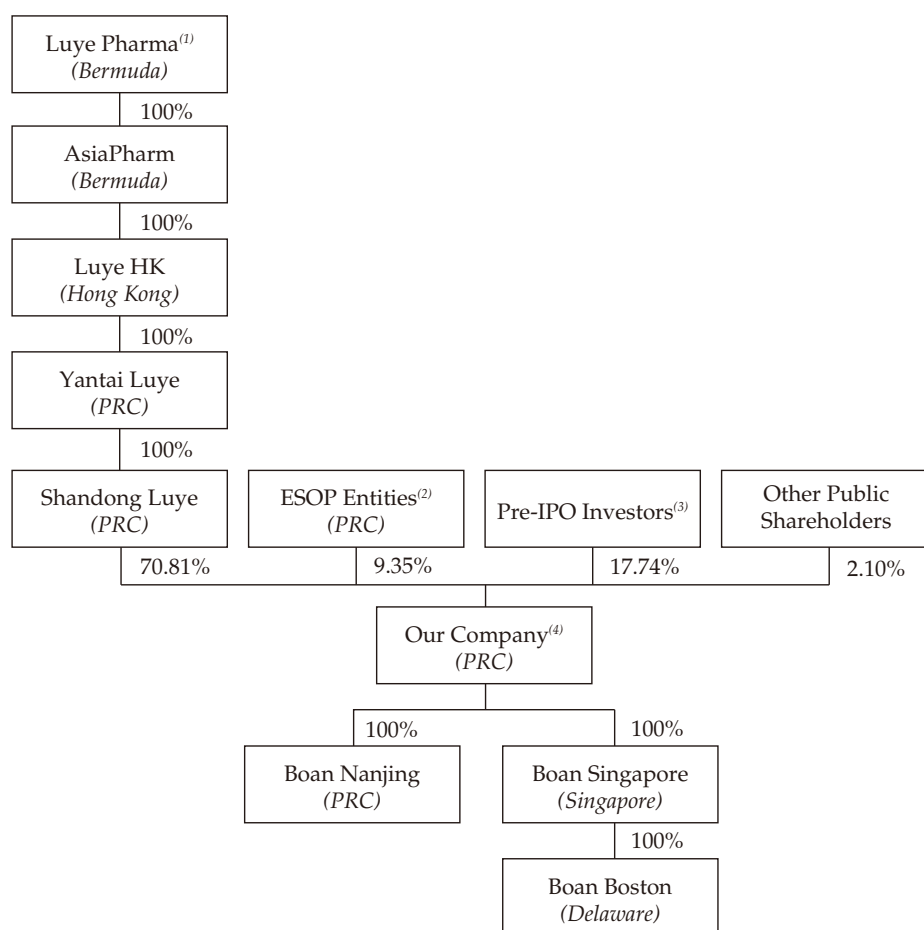 Luye Pharma(1)
(Bermuda)
100%
AsiaPharm
(Bermuda)
100%
Luye HK
(Hong Kong)
100%
Yantai Luye
(PRC)
100%
Shandong Luye
(PRC)
ESOP Entities(2)
(PRC)
Pre-IPO Investors(3)
Other Public
Shareholders
70.81%
9.35%
17.74%
2.10%
Our Company(4)
(PRC)
100%
100%
Boan Nanjing
(PRC)
Boan Singapore
(Singapore)
100%
Boan Boston
(Delaware)